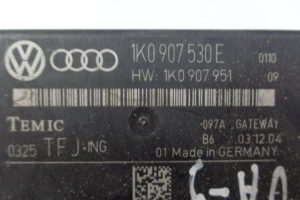 1K0 907 530 E 0110
HW: 1K0 907 951 09
TEMIC -097A GATEWAY
B6 03.12.04
0325 TFJ-ING 01 Made in GERMANY